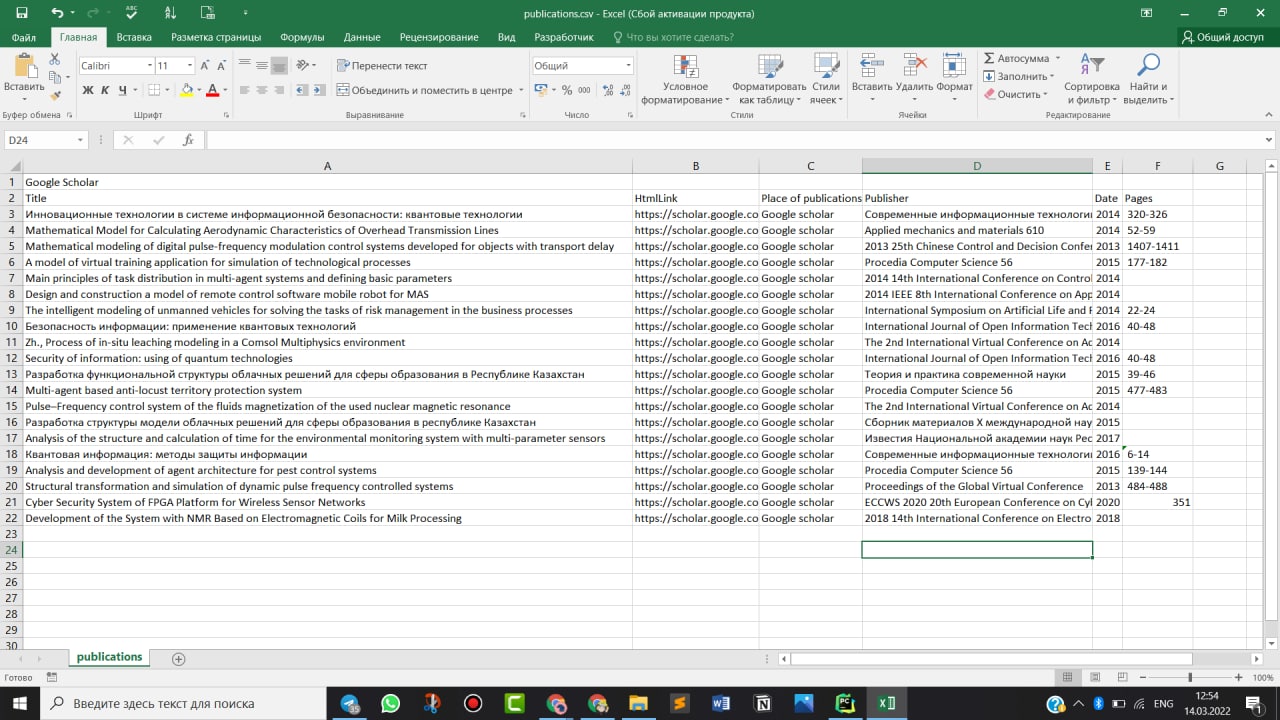 ABC
publications.csv - Excel (Сбой активации продукта)
Файл Главная Вставка Разметка страницы Формулы Данные Рецензирование Вид Разработчик Что вы хотите сделать? Общий доступ
Вставить
Calibri 11
Ж К Ч
Перенести текст
Объединить и поместить в центре
Общий
% 000
Условное форматирование
Форматировать как таблицу
Стили ячеек
Вставить Удалить Формат
Автосумма
Заполнить
Очистить
Сортировка и фильтр
Найти и выделить
Буфер обмена Шрифт Выравнивание Число Стили Ячейки Редактирование
D24 fx
A B C D E F G
1 Google Scholar
2 Title HtmlLink Place of publications Publisher Date Pages
3 Инновационные технологии в системе информационной безопасности: квантовые технологии https://scholar.google.co Google scholar Современные информационные технологии 2014 320-326
4 Mathematical Model for Calculating Aerodynamic Characteristics of Overhead Transmission Lines https://scholar.google.co Google scholar Applied mechanics and materials 610 2014 52-59
5 Mathematical modeling of digital pulse-frequency modulation control systems developed for objects with transport delay https://scholar.google.co Google scholar 2013 25th Chinese Control and Decision Confer 2013 1407-1411
6 A model of virtual training application for simulation of technological processes https://scholar.google.co Google scholar Procedia Computer Science 56 2015 177-182
7 Main principles of task distribution in multi-agent systems and defining basic parameters https://scholar.google.co Google scholar 2014 14th International Conference on Control 2014
8 Design and construction a model of remote control software mobile robot for MAS https://scholar.google.co Google scholar 2014 IEEE 8th International Conference on App 2014
9 The intelligent modeling of unmanned vehicles for solving the tasks of risk management in the business processes https://scholar.google.co Google scholar International Symposium on Artificial Life and 2014 22-24
10 Безопасность информации: применение квантовых технологий https://scholar.google.co Google scholar International Journal of Open Information Tech 2016 40-48
11 Zh., Process of in-situ leaching modeling in a Comsol Multiphysics environment https://scholar.google.co Google scholar The 2nd International Virtual Conference on Ad 2014
12 Security of information: using of quantum technologies https://scholar.google.co Google scholar International Journal of Open Information Tech 2016 40-48
13 Разработка функциональной структуры облачных решений для сферы образования в Республике Казахстан https://scholar.google.co Google scholar Теория и практика современной науки 2015 39-46
14 Multi-agent based anti-locust territory protection system https://scholar.google.co Google scholar Procedia Computer Science 56 2015 477-483
15 Pulse–Frequency control system of the fluids magnetization of the used nuclear magnetic resonance https://scholar.google.co Google scholar The 2nd International Virtual Conference on Ad 2014
16 Разработка структуры модели облачных решений для сферы образования в республике Казахстан https://scholar.google.co Google scholar Сборник материалов X международной нау 2015
17 Analysis of the structure and calculation of time for the environmental monitoring system with multi-parameter sensors https://scholar.google.co Google scholar Известия Национальной академии наук Рес 2017
18 Квантовая информация: методы защиты информации https://scholar.google.co Google scholar Современные информационные технологии 2016 6-14
19 Analysis and development of agent architecture for pest control systems https://scholar.google.co Google scholar Procedia Computer Science 56 2015 139-144
20 Structural transformation and simulation of dynamic pulse frequency controlled systems https://scholar.google.co Google scholar Proceedings of the Global Virtual Conference 2013 484-488
21 Cyber Security System of FPGA Platform for Wireless Sensor Networks https://scholar.google.co Google scholar ECCWS 2020 20th European Conference on Cyl 2020 351
22 Development of the System with NMR Based on Electromagnetic Coils for Milk Processing https://scholar.google.co Google scholar 2018 14th International Conference on Electro 2018
23
24
25
26
27
28
29
30
publications
Готово 100%
Введите здесь текст для поиска
ENG
12:54
14.03.2022